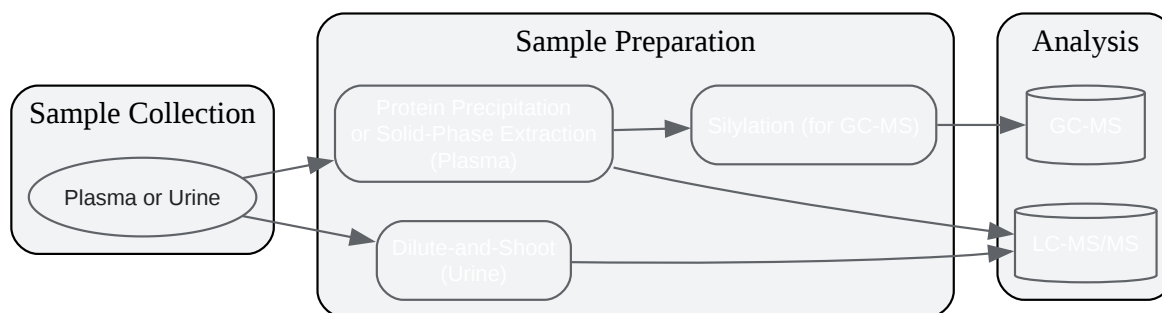 Sample Collection
Plasma or Urine
Sample Preparation
Protein Precipitation
or Solid-Phase Extraction
(Plasma)
Silylation (for GC-MS)
Dilute-and-Shoot
(Urine)
Analysis
GC-MS
LC-MS/MS